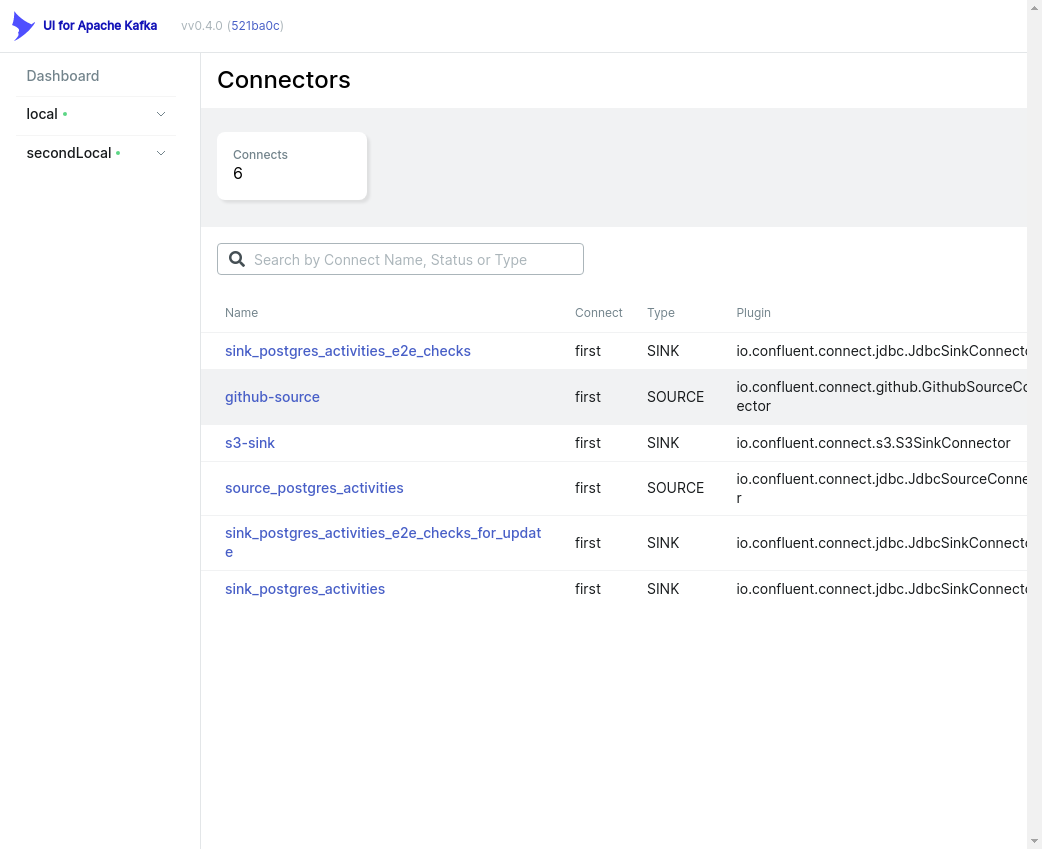 UI for Apache Kafka vv0.4.0 (521ba0c)
Dashboard
local
secondLocal
Connectors
Connects
6
Search by Connect Name, Status or Type
Name Connect Type Plugin
sink_postgres_activities_e2e_checks first SINK io.confluent.connect.jdbc.JdbcSinkConnecto
github-source first SOURCE io.confluent.connect.github.GithubSourceCo
ector
s3-sink first SINK io.confluent.connect.s3.S3SinkConnector
source_postgres_activities first SOURCE io.confluent.connect.jdbc.JdbcSourceConne
r
sink_postgres_activities_e2e_checks_for_updat
e first SINK io.confluent.connect.jdbc.JdbcSinkConnecto
sink_postgres_activities first SINK io.confluent.connect.jdbc.JdbcSinkConnecto